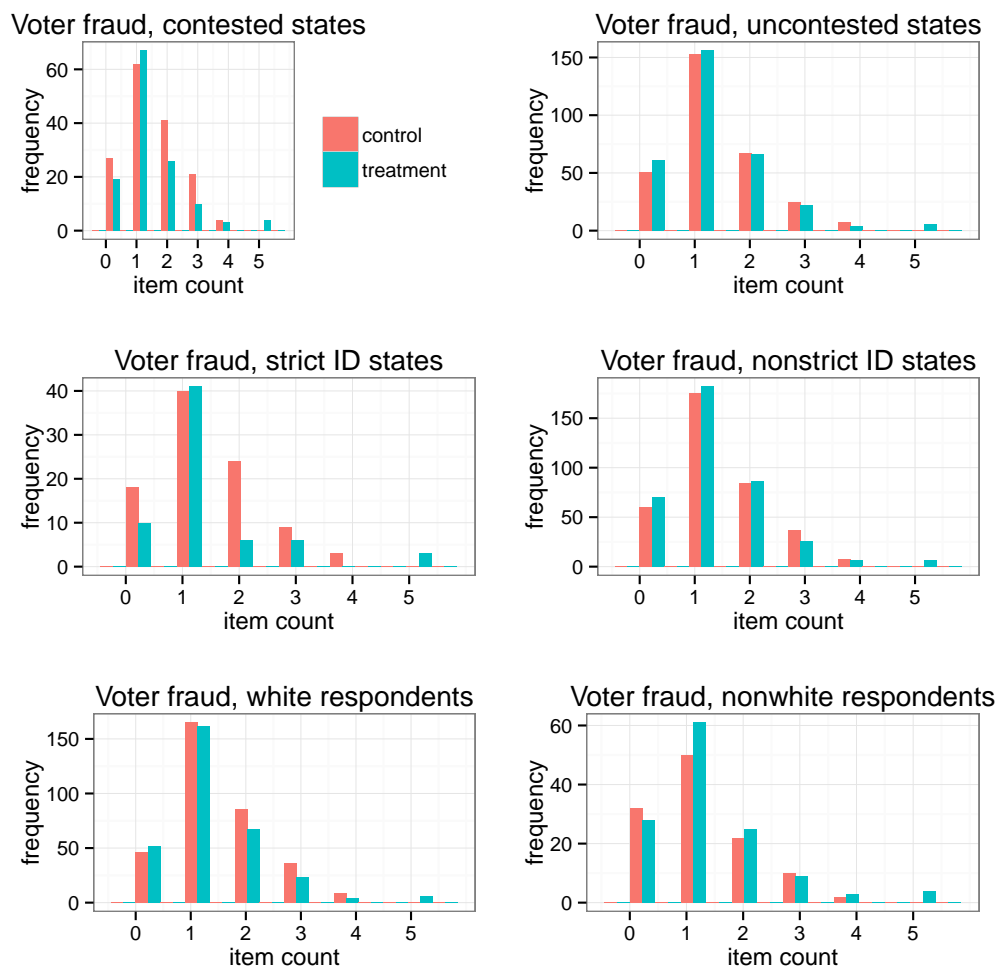 Voter fraud, contested states
60
40
20
0
frequency
0 1 2 3 4 5
item count
control
treatment
Voter fraud, uncontested states
150
100
50
0
frequency
0 1 2 3 4 5
item count
Voter fraud, strict ID states
40
30
20
10
0
frequency
0 1 2 3 4 5
item count
Voter fraud, nonstrict ID states
150
100
50
0
frequency
0 1 2 3 4 5
item count
Voter fraud, white respondents
150
100
50
0
frequency
0 1 2 3 4 5
item count
Voter fraud, nonwhite respondents
60
40
20
0
frequency
0 1 2 3 4 5
item count